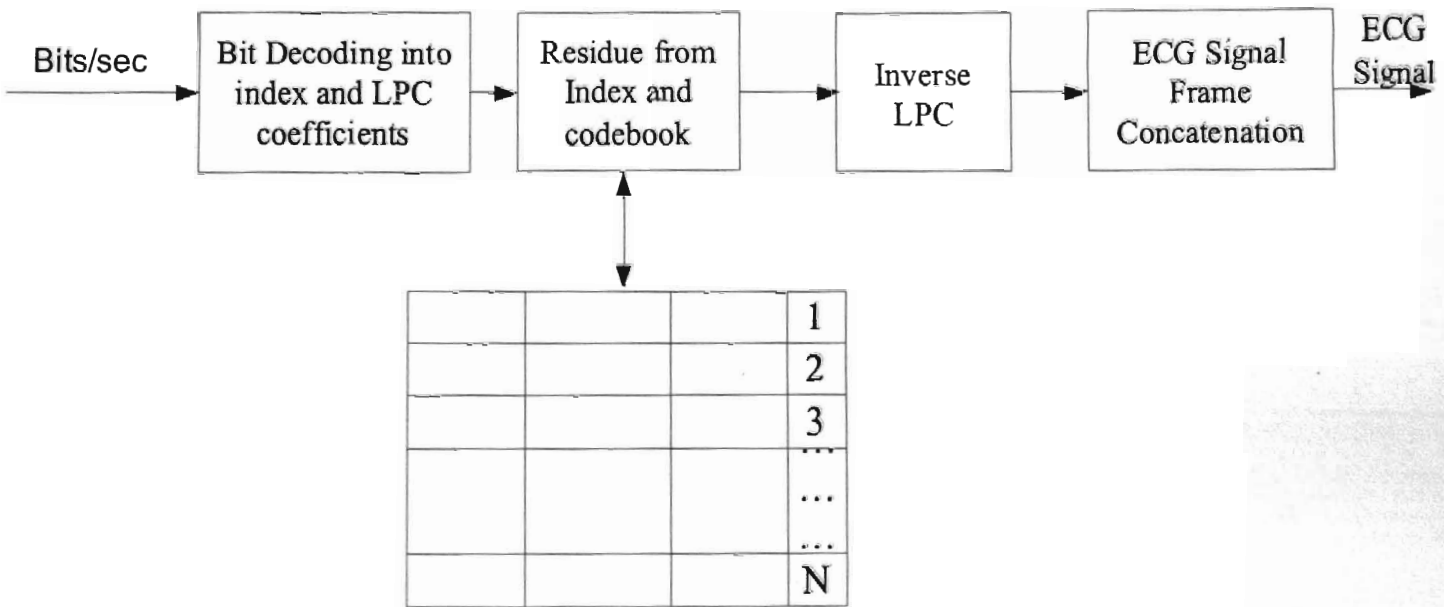 Bits/sec
Bit Decoding into
index and LPC
coefficients
Residue from
Index and
codebook
Inverse
LPC
ECG Signal
Frame
Concatenation
ECG
Signal
1
2
3
...
...
...
N